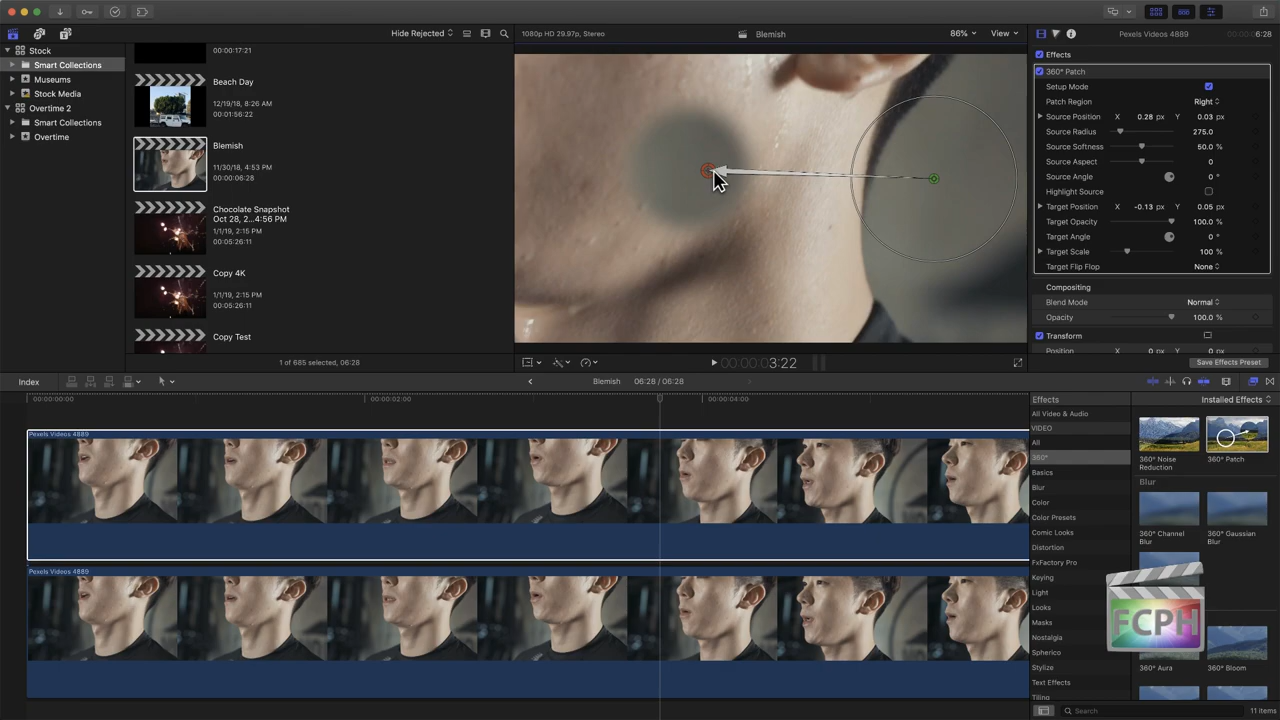 Hide Rejected
1080p HD 29.97p, Stereo
Blemish
86%
View
Pexels Videos 4889
6:28
Stock
Smart Collections
Museums
Stock Media
Overtime 2
Smart Collections
Overtime
00:00:17:21
Beach Day
12/19/18, 8:26 AM
00:01:56:22
Blemish
11/30/18, 4:53 PM
00:00:06:28
Chocolate Snapshot
Oct 28, 2...4:56 PM
1/1/19, 2:15 PM
00:05:26:11
Copy 4K
1/1/19, 2:15 PM
00:05:26:11
Copy Test
1 of 685 selected, 06:28
00:00:03:22
Effects
360° Patch
Setup Mode
Patch Region Right
Source Position X 0.28 px Y 0.03 px
Source Radius 275.0
Source Softness 50.0 %
Source Aspect 0
Source Angle 0 °
Highlight Source
Target Position X -0.13 px Y 0.05 px
Target Opacity 100.0 %
Target Angle 0 °
Target Scale 100 %
Target Flip Flop None
Compositing
Blend Mode Normal
Opacity 100.0 %
Transform
Position X 0 px Y 0 px
Save Effects Preset
Index
Blemish 06:28 / 06:28
00:00:00:00
00:00:02:00
00:00:04:00
Pexels Videos 4889
Pexels Videos 4889
Effects
Installed Effects
All Video & Audio
VIDEO
All
360°
Basics
Blur
Color
Color Presets
Comic Looks
Distortion
FxFactory Pro
Keying
Light
Looks
Masks
Nostalgia
Spherico
Stylize
Text Effects
Tiling
360° Noise
Reduction
360° Patch
Blur
360° Channel
Blur
360° Gaussian
Blur
FCPH
360° Aura
360° Bloom
Search
11 items